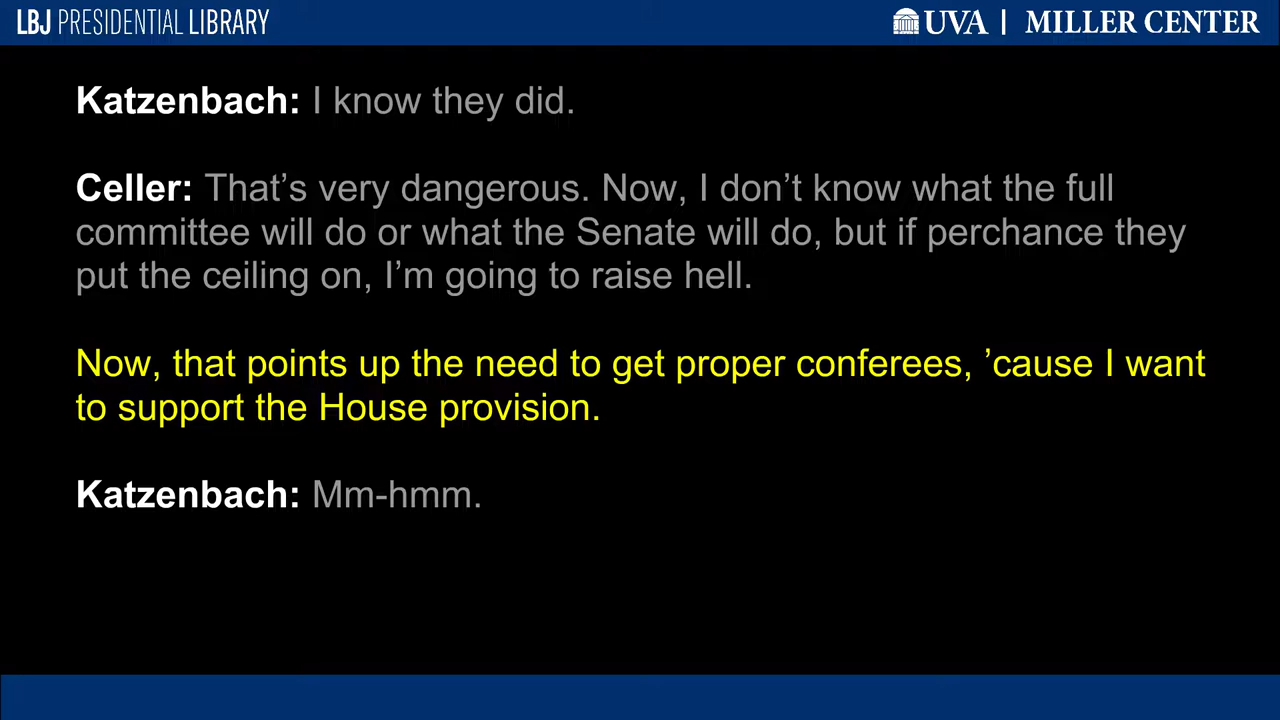 LBJ PRESIDENTIAL LIBRARY
UVA | MILLER CENTER
Katzenbach: I know they did.
Celler: That’s very dangerous. Now, I don’t know what the full
committee will do or what the Senate will do, but if perchance they
put the ceiling on, I’m going to raise hell.
Now, that points up the need to get proper conferees, ’cause I want
to support the House provision.
Katzenbach: Mm-hmm.